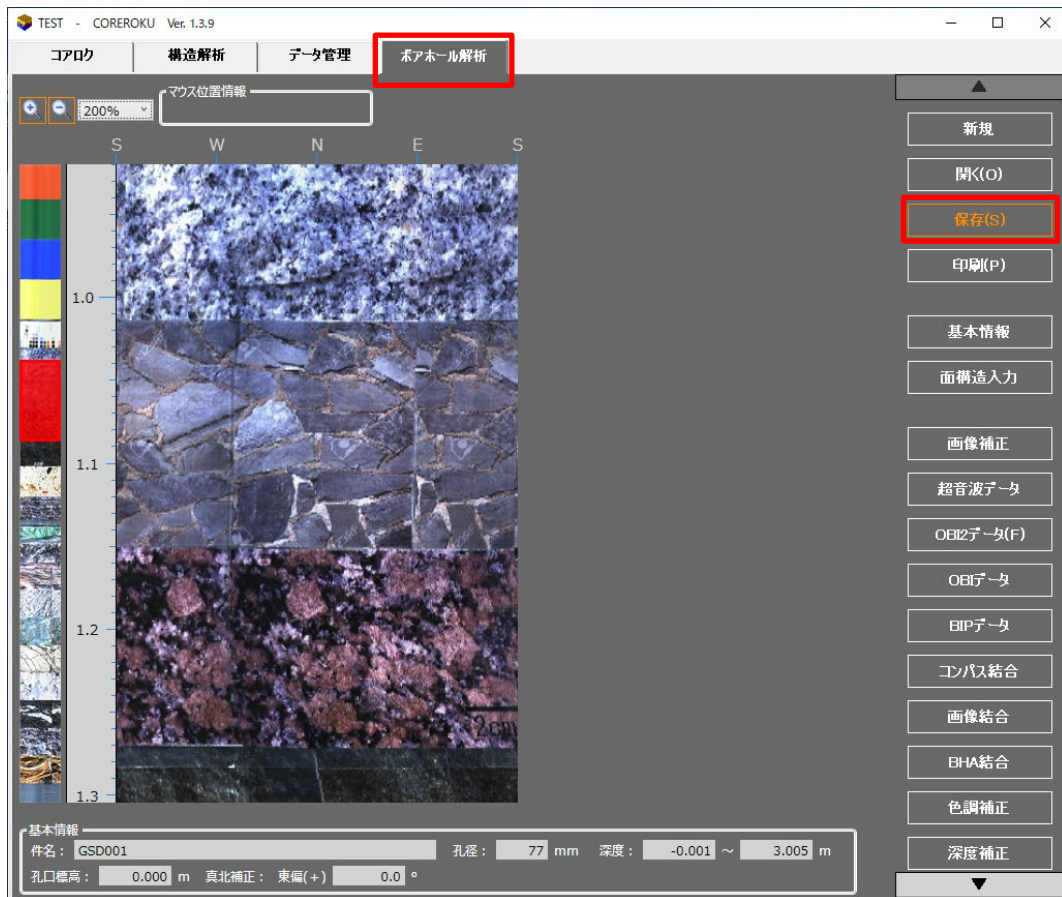 TEST - COREROKU Ver. 1.3.9
コアロク 構造解析 データ管理 ボアホール解析
マウス位置情報
200%
S W N E S
新規
開く(O)
保存(S)
印刷(P)
基本情報
面構造入力
画像補正
超音波データ
OBI2データ(F)
OBIデータ
BIPデータ
コンパス結合
画像結合
BHA結合
色調補正
深度補正
1.0
1.1
1.2
1.3
2cm
基本情報
件名： GSD001 孔径： 77 mm 深度： -0.001 ～ 3.005 m
孔口標高： 0.000 m 真北補正： 東偏(+) 0.0 °